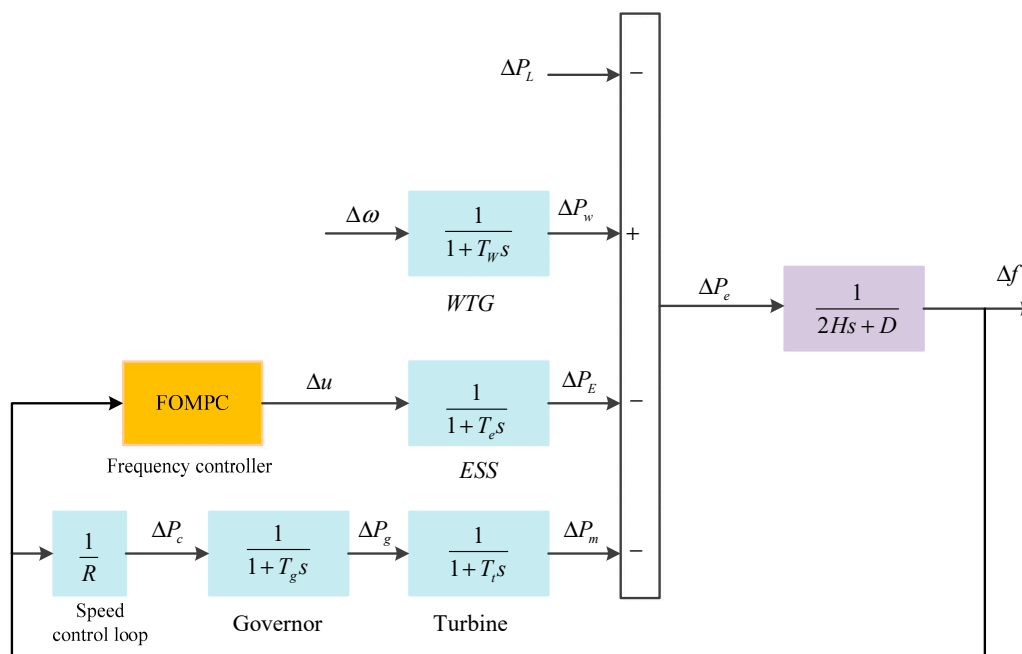 ΔP_L
−
Δω
1
1 + T_W s
ΔP_w
+
WTG
ΔP_e
1
2Hs + D
Δf
FOMPC
Δu
1
1 + T_e s
ΔP_E
−
Frequency controller
ESS
1
R
ΔP_c
1
1 + T_g s
ΔP_g
1
1 + T_t s
ΔP_m
−
Speed
control loop
Governor
Turbine